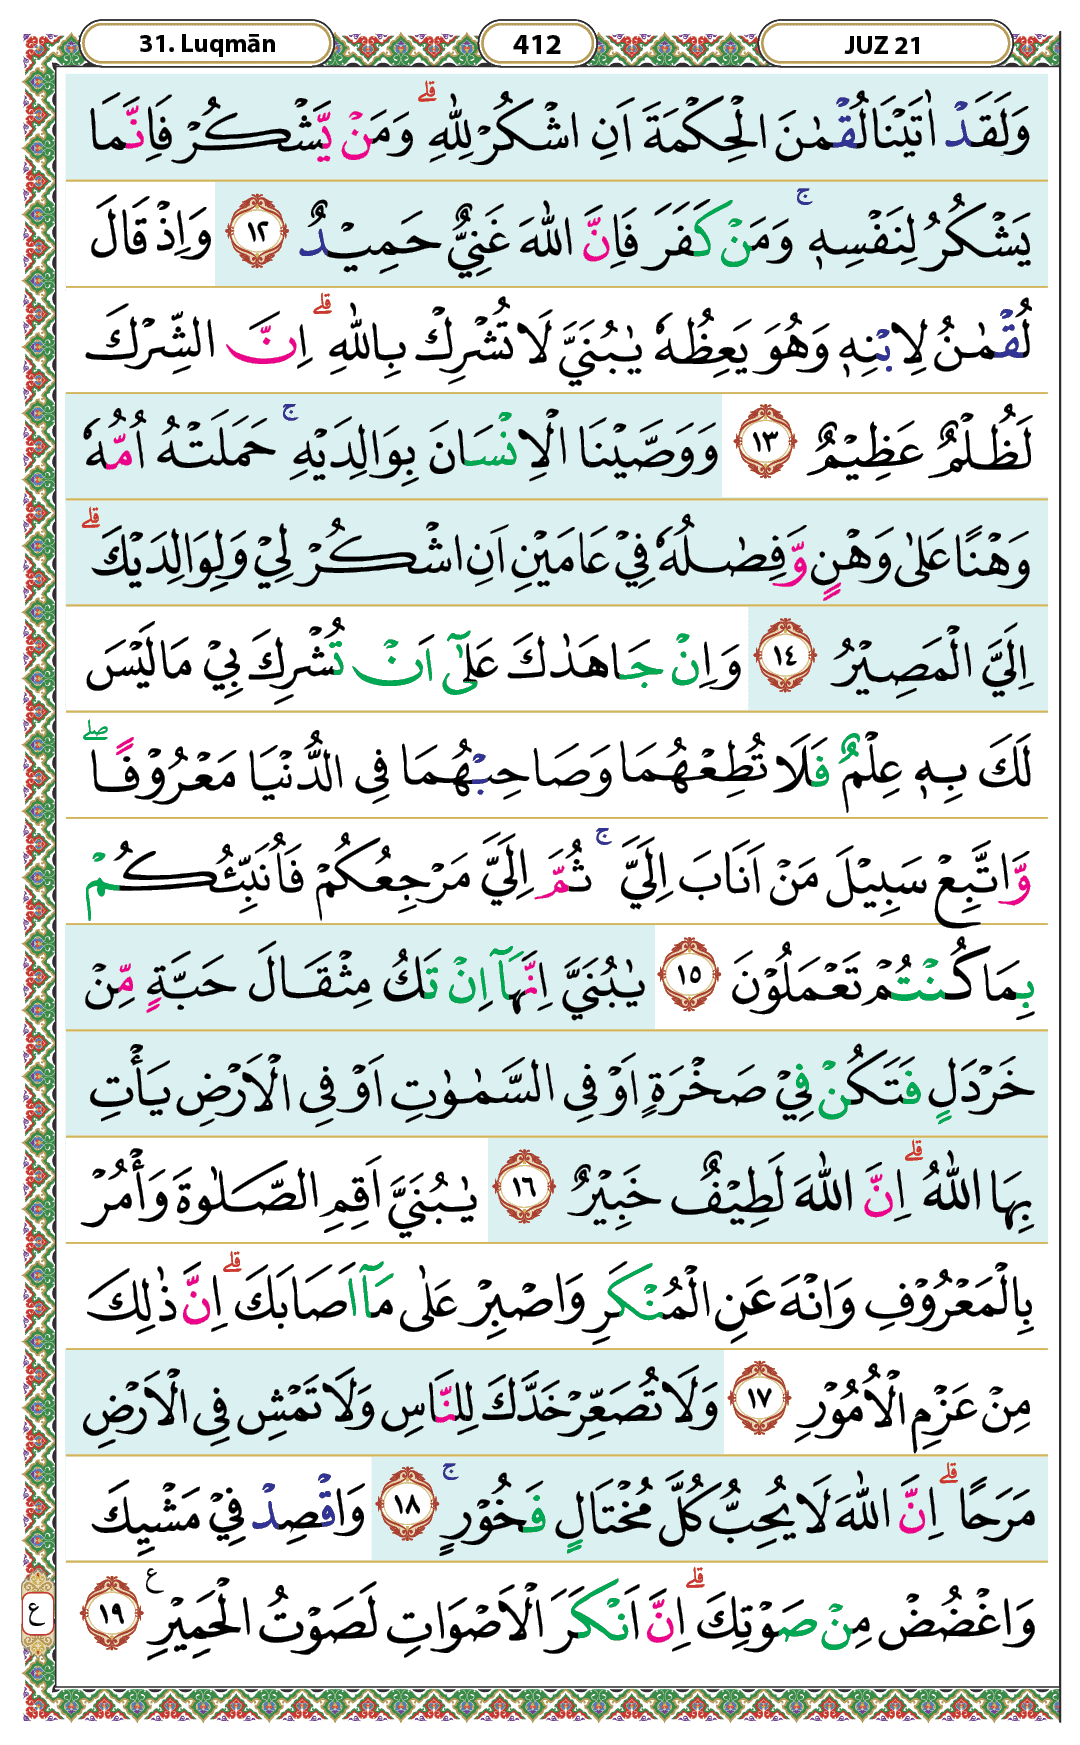 31. Luqmān
412
JUZ 21
وَلَقَدْ اٰتَيْنَا لُقْمٰنَ الْحِكْمَةَ اَنِ اشْكُرْ لِلّٰهِ ۗ وَمَنْ يَّشْكُرْ فَاِنَّمَا
يَشْكُرُ لِنَفْسِهٖ ۚ وَمَنْ كَفَرَ فَاِنَّ اللّٰهَ غَنِيٌّ حَمِيْدٌ ١٢ وَاِذْ قَالَ
لُقْمٰنُ لِابْنِهٖ وَهُوَ يَعِظُهٗ يٰبُنَيَّ لَا تُشْرِكْ بِاللّٰهِ ۗ اِنَّ الشِّرْكَ
لَظُلْمٌ عَظِيْمٌ ١٣ وَوَصَّيْنَا الْاِنْسَانَ بِوَالِدَيْهِ ۚ حَمَلَتْهُ اُمُّهٗ
وَهْنًا عَلٰى وَهْنٍ وَّفِصٰلُهٗ فِيْ عَامَيْنِ اَنِ اشْكُرْ لِيْ وَلِوَالِدَيْكَ ۗ
اِلَيَّ الْمَصِيْرُ ١٤ وَاِنْ جَاهَدٰكَ عَلٰٓى اَنْ تُشْرِكَ بِيْ مَا لَيْسَ
لَكَ بِهٖ عِلْمٌ فَلَا تُطِعْهُمَا وَصَاحِبْهُمَا فِى الدُّنْيَا مَعْرُوْفًا ۖ
وَّاتَّبِعْ سَبِيْلَ مَنْ اَنَابَ اِلَيَّ ۚ ثُمَّ اِلَيَّ مَرْجِعُكُمْ فَاُنَبِّئُكُمْ
بِمَا كُنْتُمْ تَعْمَلُوْنَ ١٥ يٰبُنَيَّ اِنَّهَآ اِنْ تَكُ مِثْقَالَ حَبَّةٍ مِّنْ
خَرْدَلٍ فَتَكُنْ فِيْ صَخْرَةٍ اَوْ فِى السَّمٰوٰتِ اَوْ فِى الْاَرْضِ يَأْتِ
بِهَا اللّٰهُ ۗ اِنَّ اللّٰهَ لَطِيْفٌ خَبِيْرٌ ١٦ يٰبُنَيَّ اَقِمِ الصَّلٰوةَ وَأْمُرْ
بِالْمَعْرُوْفِ وَانْهَ عَنِ الْمُنْكَرِ وَاصْبِرْ عَلٰى مَآ اَصَابَكَ ۗ اِنَّ ذٰلِكَ
مِنْ عَزْمِ الْاُمُوْرِ ١٧ وَلَا تُصَعِّرْ خَدَّكَ لِلنَّاسِ وَلَا تَمْشِ فِى الْاَرْضِ
مَرَحًا ۗ اِنَّ اللّٰهَ لَا يُحِبُّ كُلَّ مُخْتَالٍ فَخُوْرٍ ۚ ١٨ وَاقْصِدْ فِيْ مَشْيِكَ
وَاغْضُضْ مِنْ صَوْتِكَ ۗ اِنَّ اَنْكَرَ الْاَصْوَاتِ لَصَوْتُ الْحَمِيْرِ ع ١٩
ع